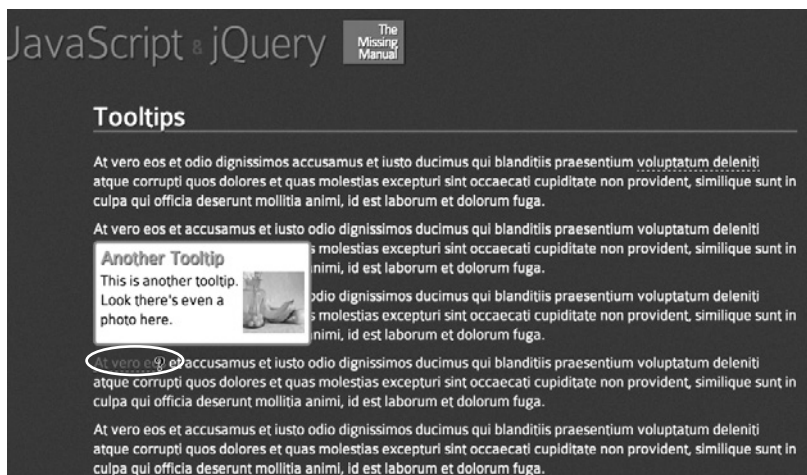 JavaScript & jQuery
The
Missing
Manual
Tooltips
At vero eos et odio dignissimos accusamus et iusto ducimus qui blanditiis praesentium voluptatum deleniti
atque corrupti quos dolores et quas molestias excepturi sint occaecati cupiditate non provident, similique sunt in
culpa qui officia deserunt mollitia animi, id est laborum et dolorum fuga.
At vero eos et accusamus et iusto odio dignissimos ducimus qui blanditiis praesentium voluptatum deleniti
s molestias excepturi sint occaecati cupiditate non provident, similique sunt in
nimi, id est laborum et dolorum fuga.
Another Tooltip
This is another tooltip.
Look there's even a
photo here.
odio dignissimos ducimus qui blanditiis praesentium voluptatum deleniti
s molestias excepturi sint occaecati cupiditate non provident, similique sunt in
nimi, id est laborum et dolorum fuga.
At vero eos et accusamus et iusto odio dignissimos ducimus qui blanditiis praesentium voluptatum deleniti
atque corrupti quos dolores et quas molestias excepturi sint occaecati cupiditate non provident, similique sunt in
culpa qui officia deserunt mollitia animi, id est laborum et dolorum fuga.
At vero eos et accusamus et iusto odio dignissimos ducimus qui blanditiis praesentium voluptatum deleniti
atque corrupti quos dolores et quas molestias excepturi sint occaecati cupiditate non provident, similique sunt in
culpa qui officia deserunt mollitia animi, id est laborum et dolorum fuga.